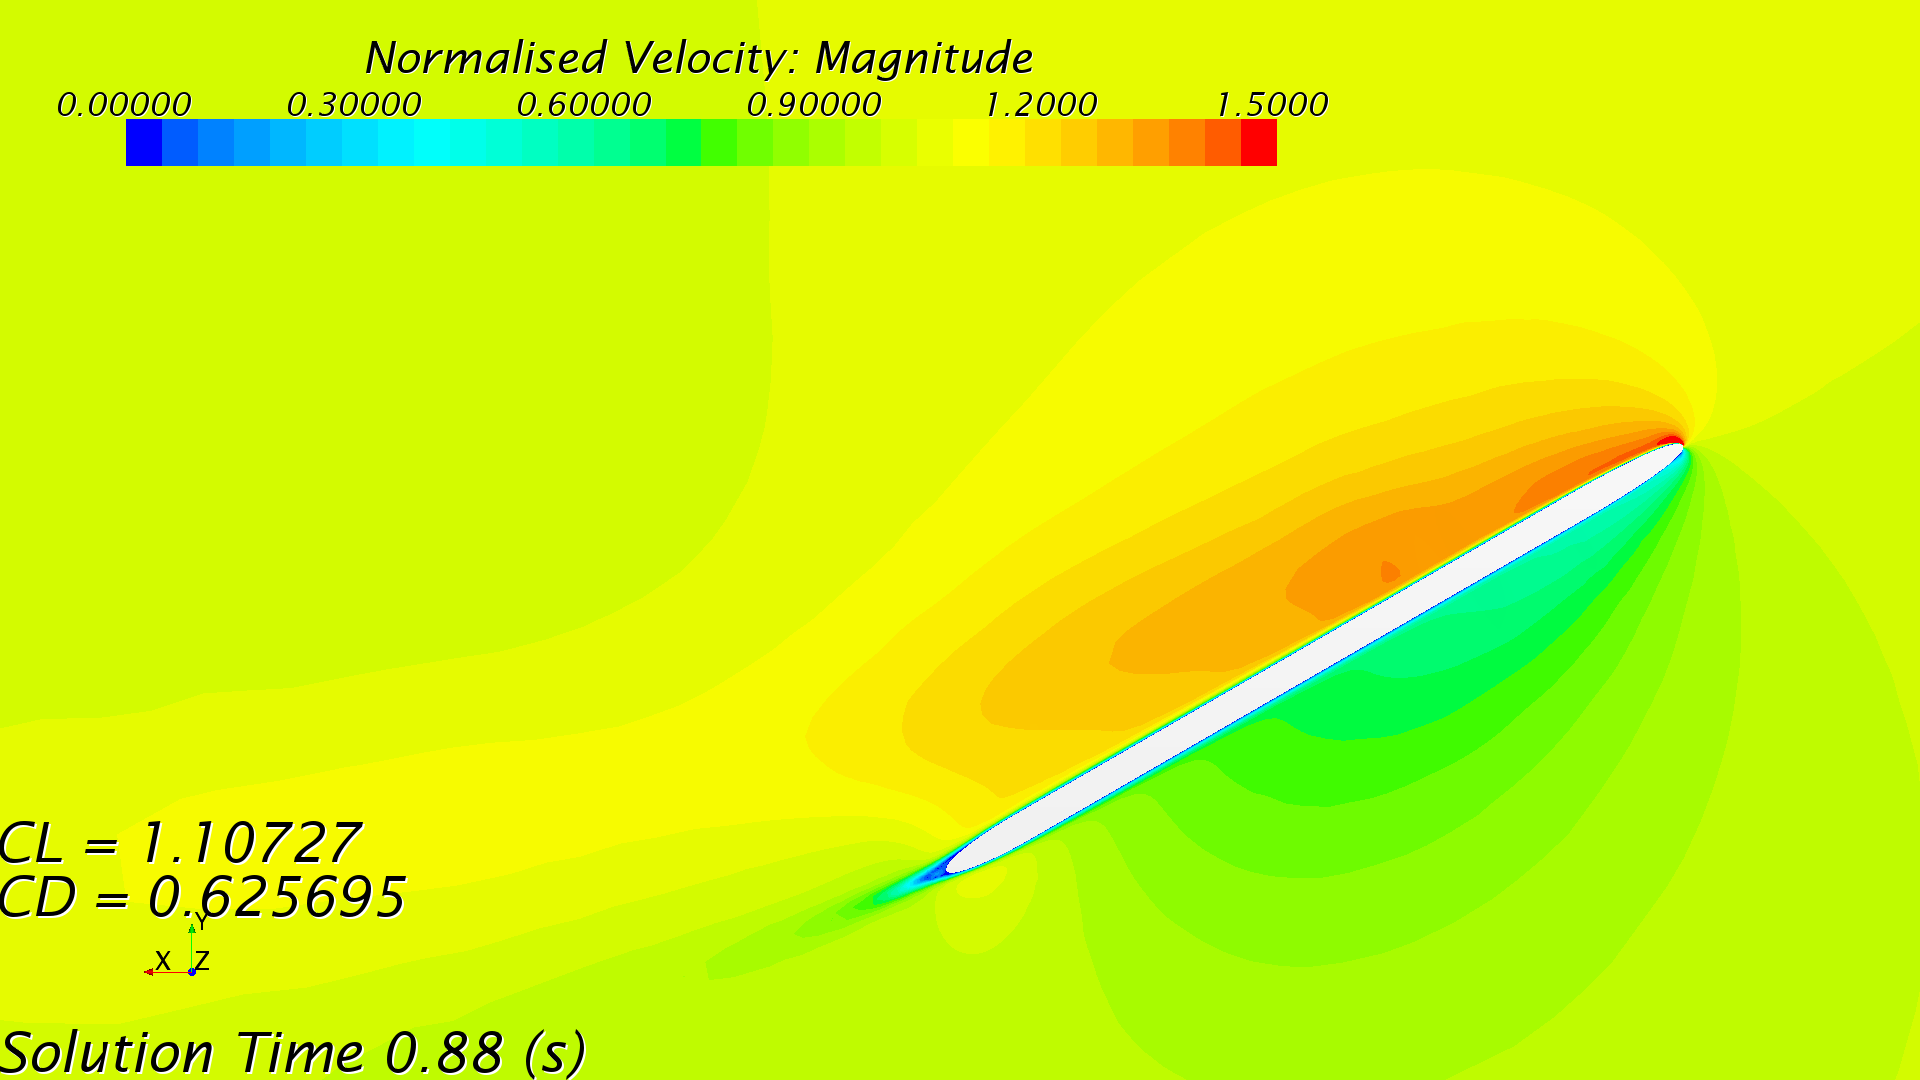 Normalised Velocity: Magnitude
0.00000 0.30000 0.60000 0.90000 1.2000 1.5000
CL = 1.10727
CD = 0.625695
Y
X Z
Solution Time 0.88 (s)